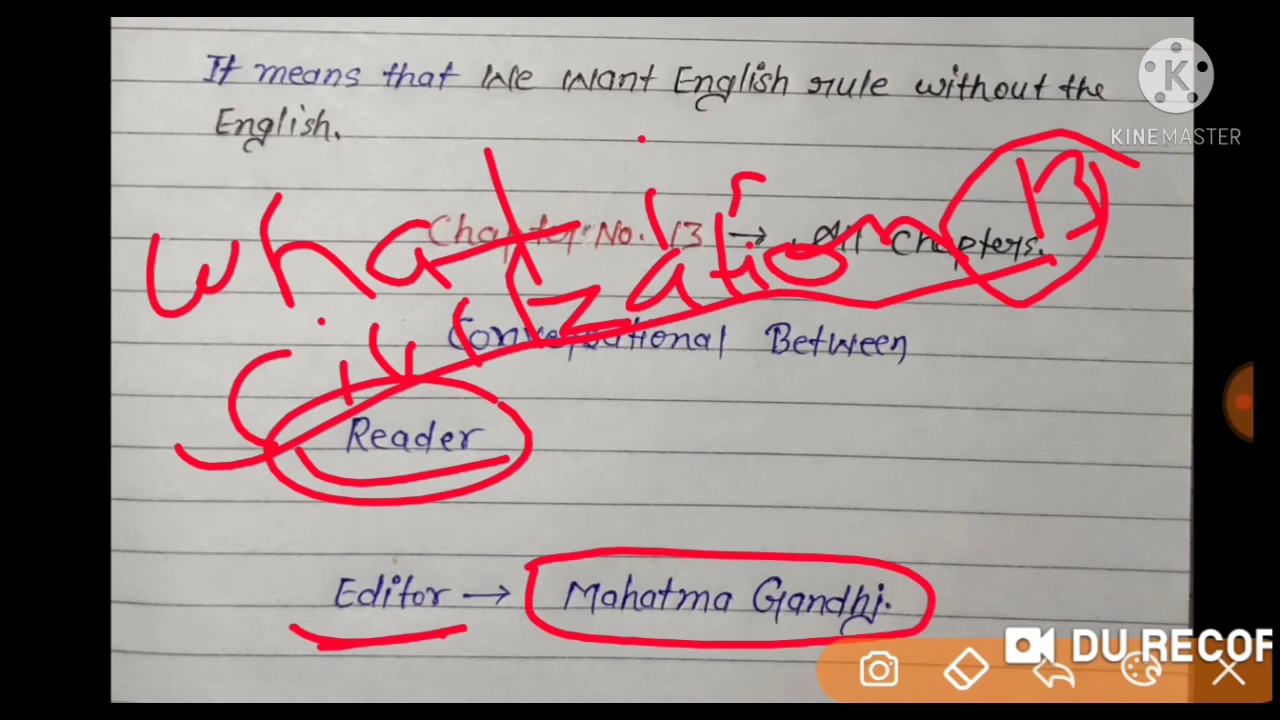 It means that We Want English rule without the
English.
KINEMASTER
What is
Chapter No. 13 → All Chapters.
13
Civilization
Conversational Between
Reader
Editor → Mahatma Gandhi.
DU RECOR